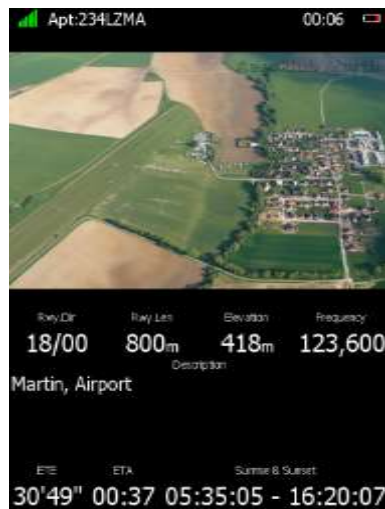 Apt:234LZMA 00:06
Rwy.Dir Rwy.Len Elevation Frequency
18/00 800m 418m 123,600
Description
Martin, Airport
ETE ETA Sunrise & Sunset
30'49" 00:37 05:35:05 - 16:20:07